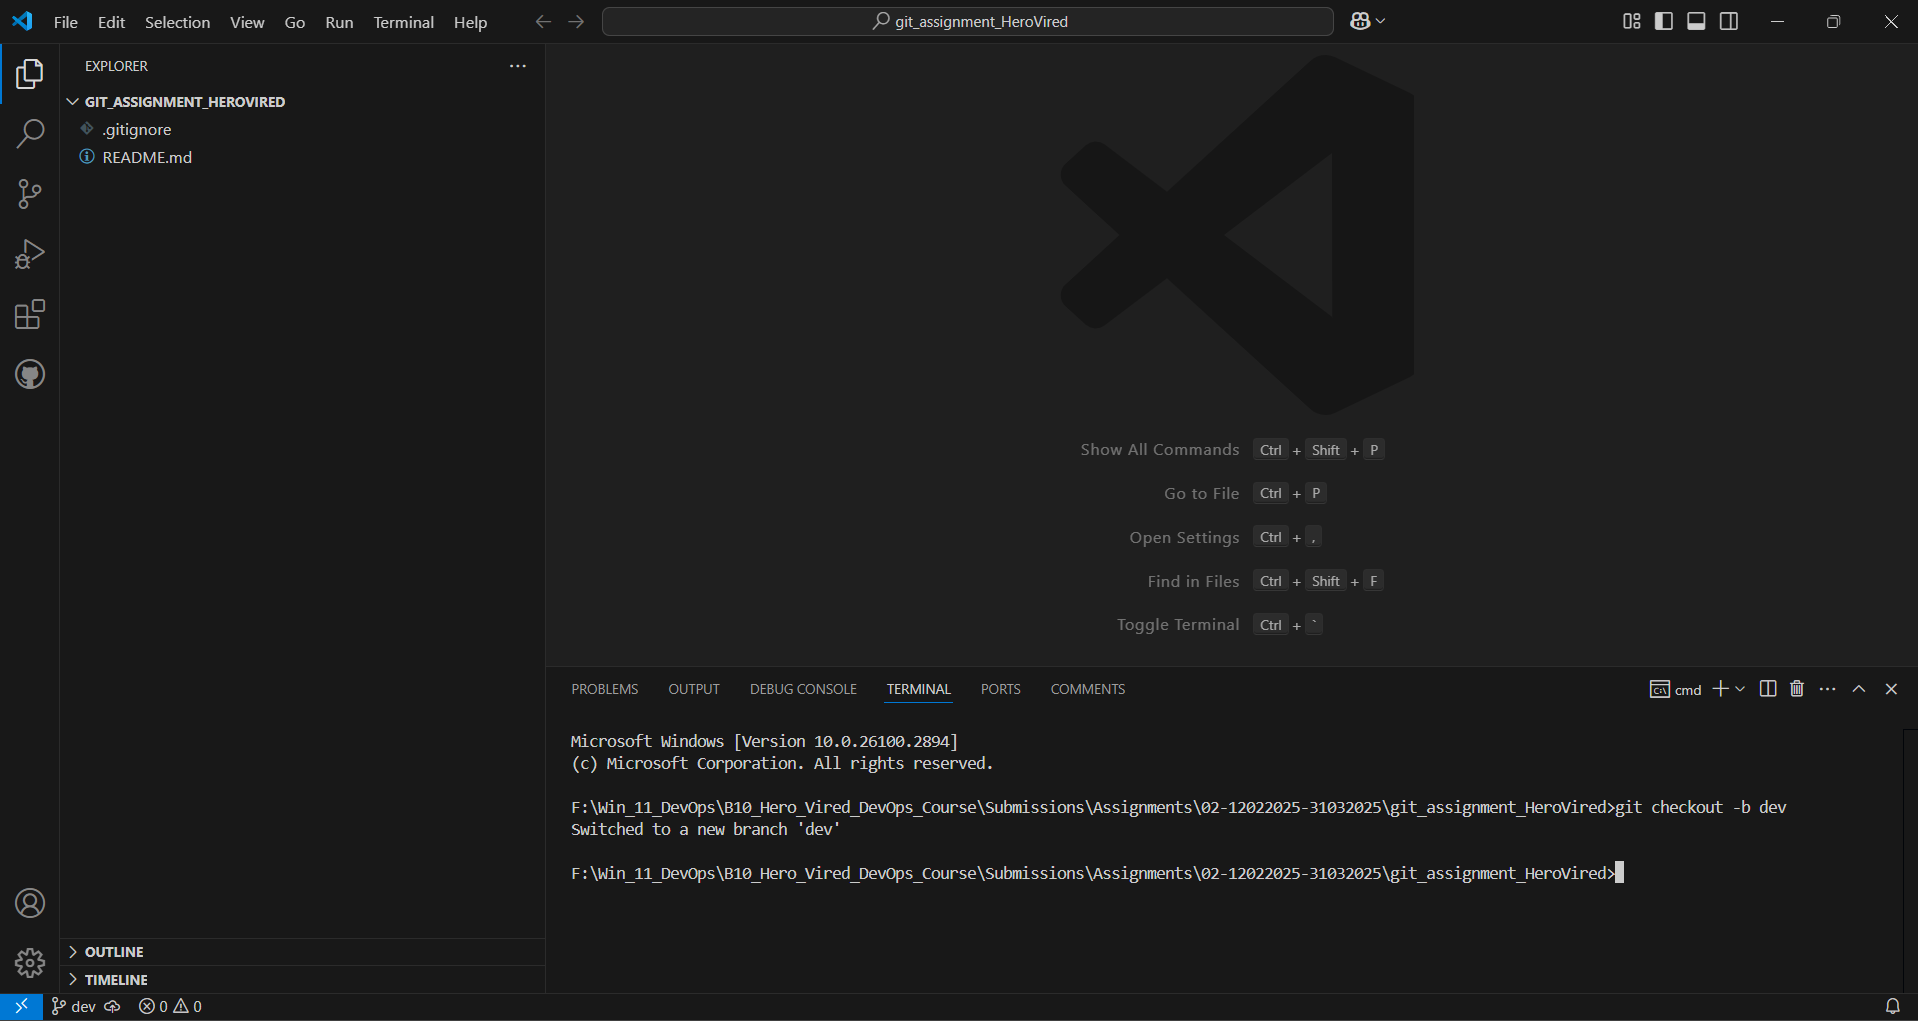 File Edit Selection View Go Run Terminal Help
git_assignment_HeroVired
EXPLORER
GIT_ASSIGNMENT_HEROVIRED
.gitignore
README.md
Show All Commands Ctrl + Shift + P
Go to File Ctrl + P
Open Settings Ctrl + ,
Find in Files Ctrl + Shift + F
Toggle Terminal Ctrl + `
PROBLEMS OUTPUT DEBUG CONSOLE TERMINAL PORTS COMMENTS
cmd
Microsoft Windows [Version 10.0.26100.2894]
(c) Microsoft Corporation. All rights reserved.
F:\Win_11_DevOps\B10_Hero_Vired_DevOps_Course\Submissions\Assignments\02-12022025-31032025\git_assignment_HeroVired>git checkout -b dev
Switched to a new branch 'dev'
F:\Win_11_DevOps\B10_Hero_Vired_DevOps_Course\Submissions\Assignments\02-12022025-31032025\git_assignment_HeroVired>
OUTLINE
TIMELINE
dev 0 0